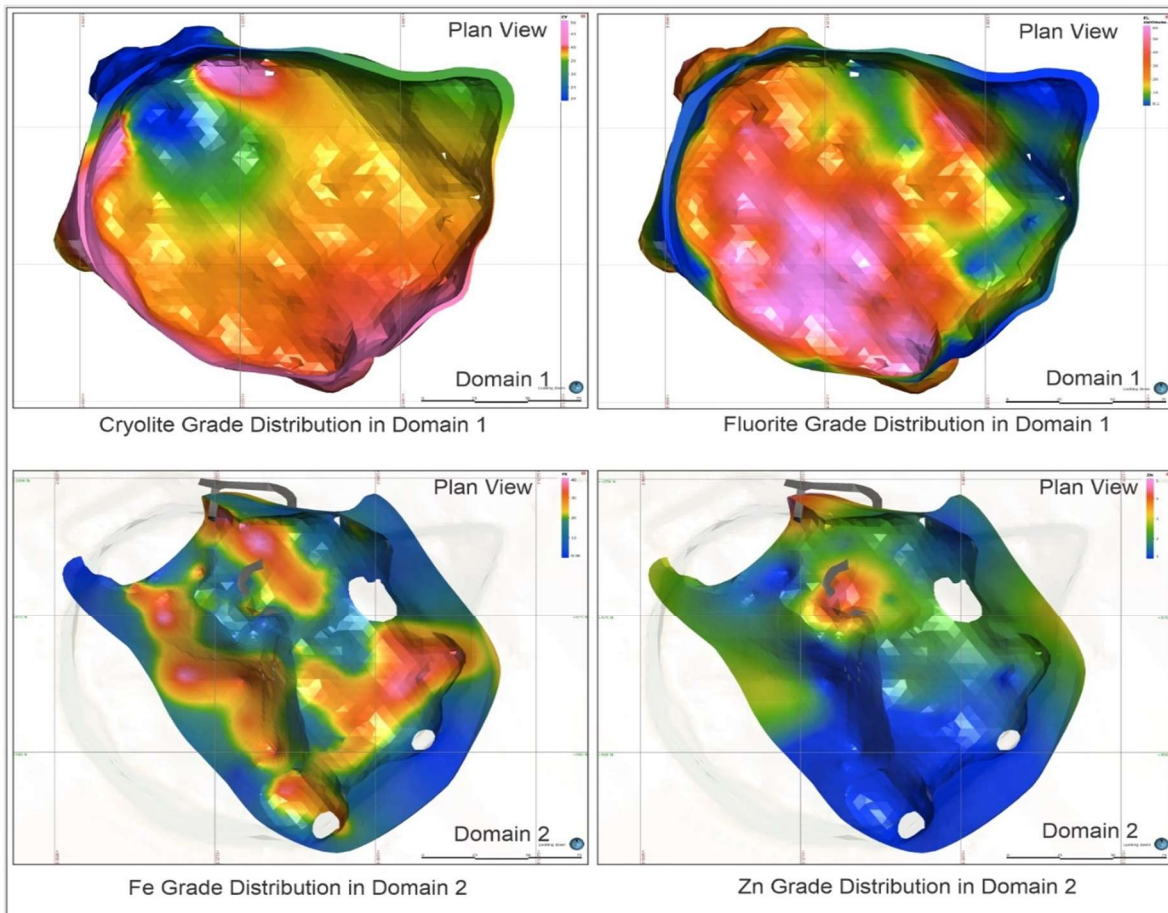 Plan View
Domain 1
Cryolite Grade Distribution in Domain 1
Plan View
Domain 1
Fluorite Grade Distribution in Domain 1
Plan View
Domain 2
Fe Grade Distribution in Domain 2
Plan View
Domain 2
Zn Grade Distribution in Domain 2